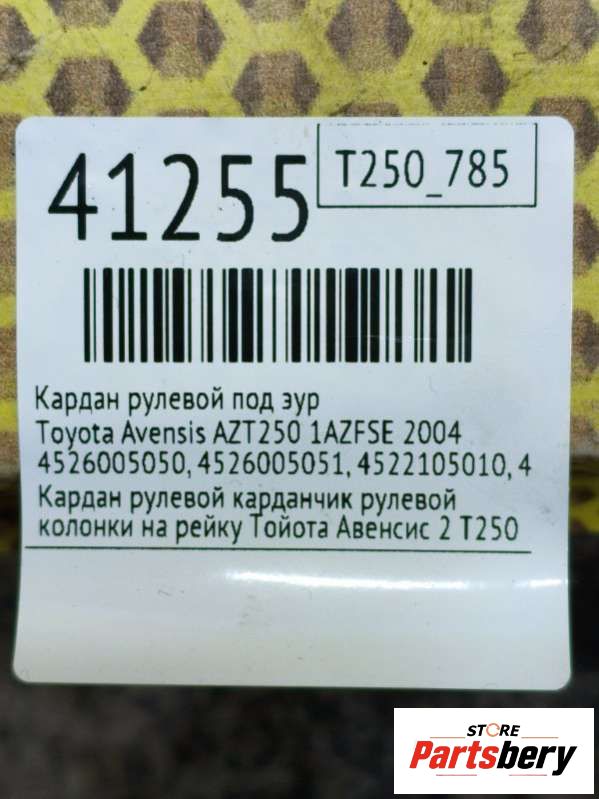 41255
T250_785
Кардан рулевой под зур
Toyota Avensis AZT250 1AZFSE 2004
4526005050, 4526005051, 4522105010, 4
Кардан рулевой карданчик рулевой
колонки на рейку Тойота Авенсис 2 T250
STORE
Partsbery